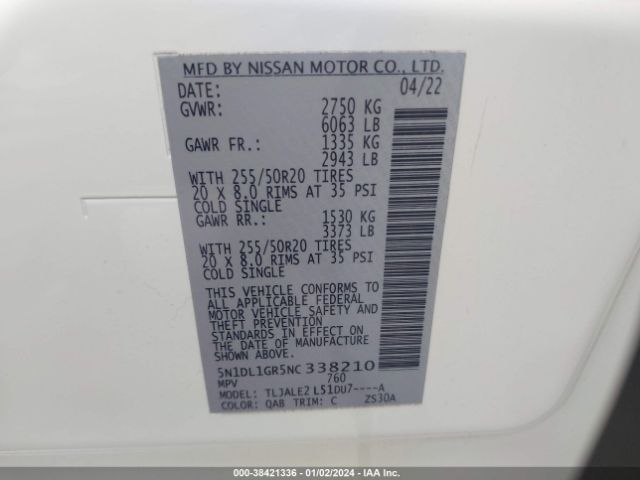 MFD BY NISSAN MOTOR CO., LTD.
DATE: 04/22
GVWR: 2750 KG
6063 LB
GAWR FR.: 1335 KG
2943 LB
WITH 255/50R20 TIRES
20 X 8.0 RIMS AT 35 PSI
COLD SINGLE
GAWR RR.: 1530 KG
3373 LB
WITH 255/50R20 TIRES
20 X 8.0 RIMS AT 35 PSI
COLD SINGLE
THIS VEHICLE CONFORMS TO
ALL APPLICABLE FEDERAL
MOTOR VEHICLE SAFETY AND
THEFT PREVENTION
STANDARDS IN EFFECT ON
THE DATE OF MANUFACTURE
SHOWN ABOVE.
5N1DL1GR5NC 338210
MPV 760
MODEL: TLJALE2 L51DU7----A
COLOR: QAB TRIM: C ZS30A
000-38421336 - 01/02/2024 - IAA Inc.